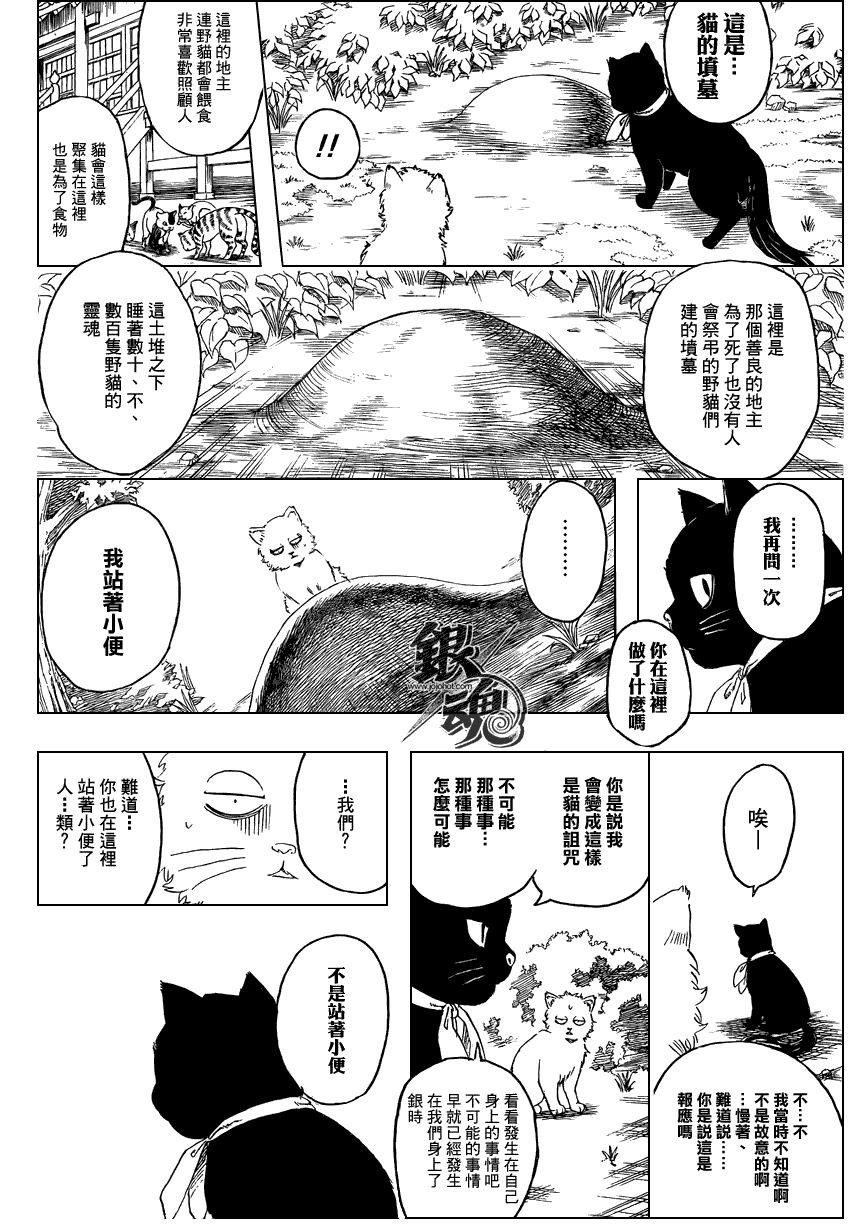 這是…
貓的墳墓
!!
這裡的地主
連野貓都會餵食
非常喜歡照顧人
貓會這樣
聚集在這裡
也是為了食物
這裡是
那個善良的地主
為了死了也沒有人
會祭弔的野貓們
建的墳墓
這土堆之下
睡著數十、不、
數百隻野貓的
靈魂
………
我再問一次
你在這裡
做了什麼嗎
………
我站著小便
銀魂
www.jojohot.com
唉—
不…不
我當時不知道啊
不是故意的啊
…慢著、
難道說……
你是說這是
報應嗎
你是說我
會變成這樣
是貓的詛咒
不可能
那種事…
那種事
怎麼可能
看看發生在自己
身上的事情吧
不可能的事情
早就已經發生
在我們身上了
銀時
…我們?
難道…
你也在這裡
站著小便了
人…類?
不是站著小便